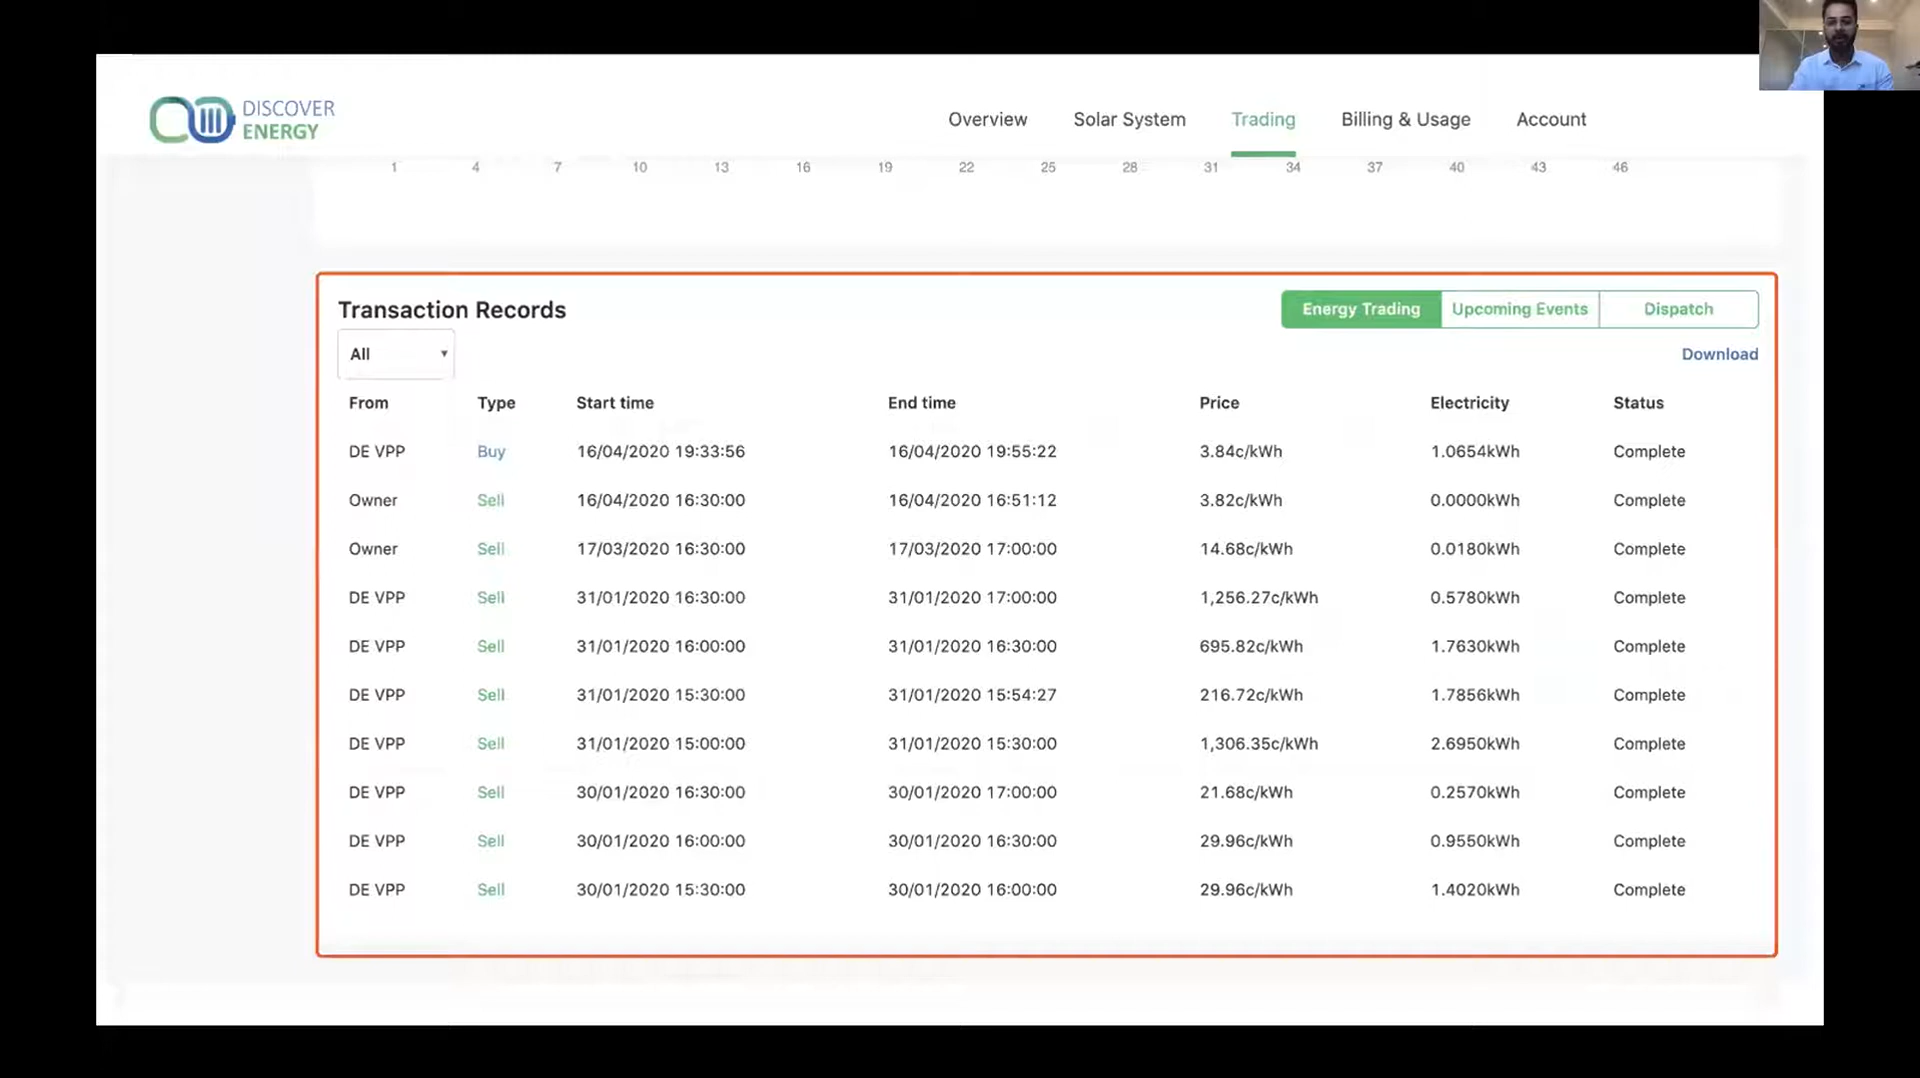 DISCOVER
ENERGY
Overview Solar System Trading Billing & Usage Account
1 4 7 10 13 16 19 22 25 28 31 34 37 40 43 46
Transaction Records
Energy Trading Upcoming Events Dispatch
All
Download
From Type Start time End time Price Electricity Status
DE VPP Buy 16/04/2020 19:33:56 16/04/2020 19:55:22 3.84c/kWh 1.0654kWh Complete
Owner Sell 16/04/2020 16:30:00 16/04/2020 16:51:12 3.82c/kWh 0.0000kWh Complete
Owner Sell 17/03/2020 16:30:00 17/03/2020 17:00:00 14.68c/kWh 0.0180kWh Complete
DE VPP Sell 31/01/2020 16:30:00 31/01/2020 17:00:00 1,256.27c/kWh 0.5780kWh Complete
DE VPP Sell 31/01/2020 16:00:00 31/01/2020 16:30:00 695.82c/kWh 1.7630kWh Complete
DE VPP Sell 31/01/2020 15:30:00 31/01/2020 15:54:27 216.72c/kWh 1.7856kWh Complete
DE VPP Sell 31/01/2020 15:00:00 31/01/2020 15:30:00 1,306.35c/kWh 2.6950kWh Complete
DE VPP Sell 30/01/2020 16:30:00 30/01/2020 17:00:00 21.68c/kWh 0.2570kWh Complete
DE VPP Sell 30/01/2020 16:00:00 30/01/2020 16:30:00 29.96c/kWh 0.9550kWh Complete
DE VPP Sell 30/01/2020 15:30:00 30/01/2020 16:00:00 29.96c/kWh 1.4020kWh Complete